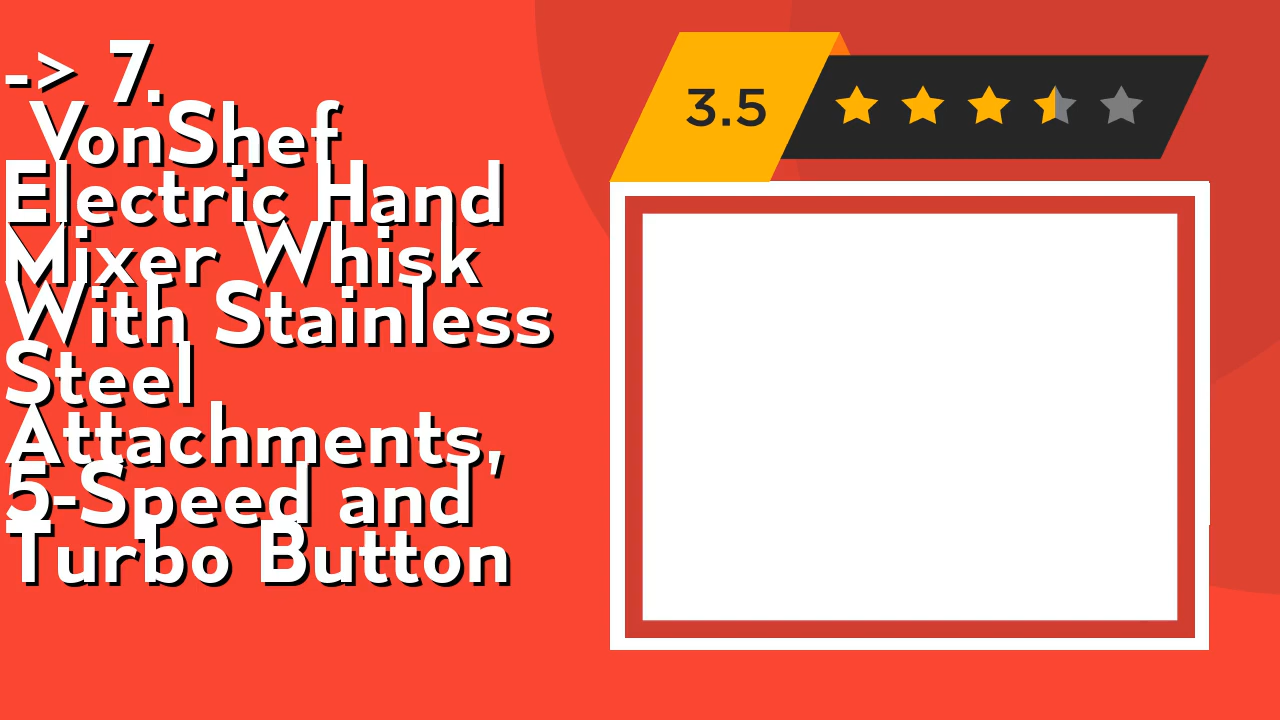 -> 7.
VonShef
Electric Hand
Mixer Whisk
With Stainless
Steel
Attachments,
5-Speed and
Turbo Button
3.5